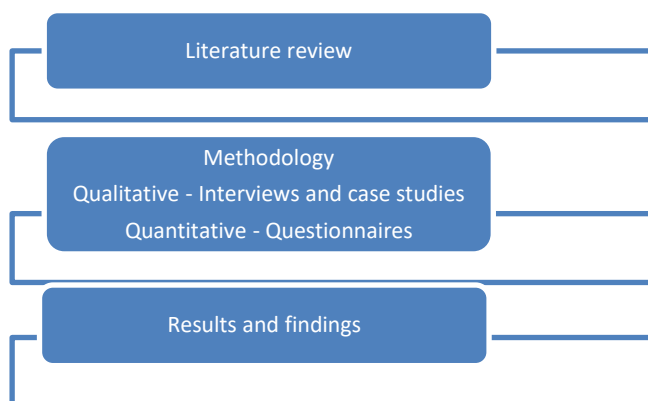 Literature review
Methodology
Qualitative - Interviews and case studies
Quantitative - Questionnaires
Results and findings